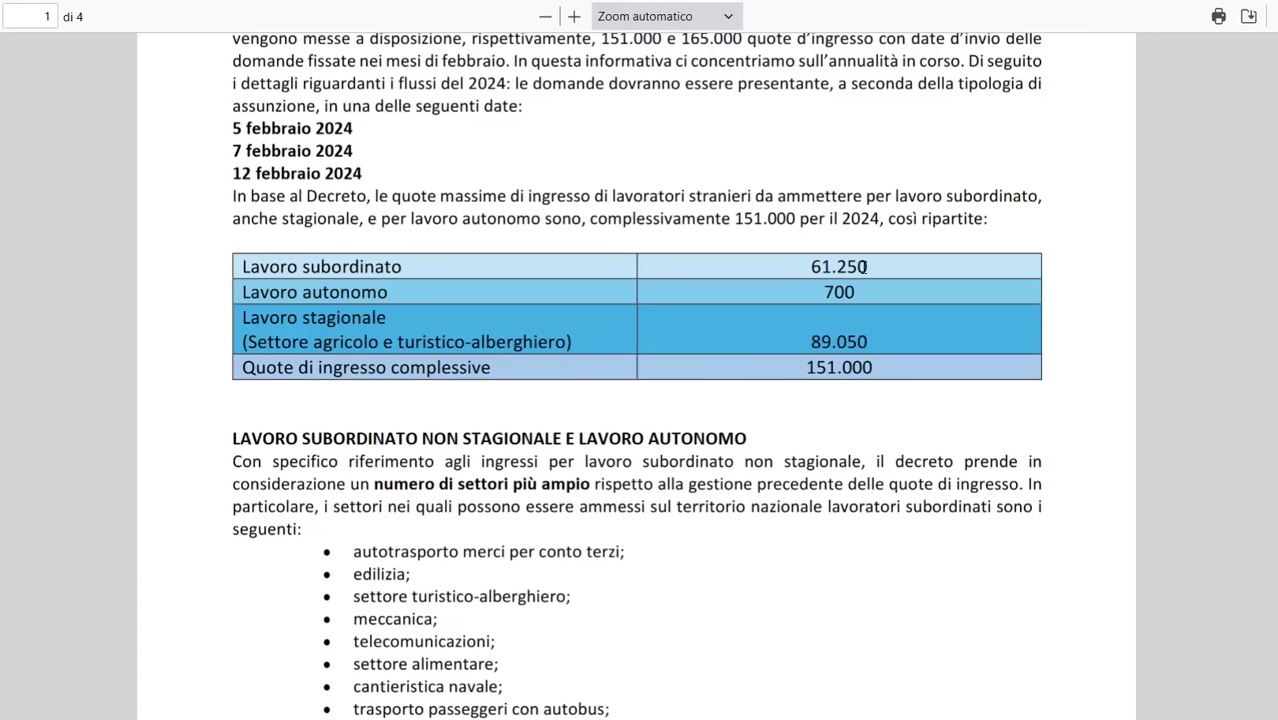 1 di 4 Zoom automatico
vengono messe a disposizione, rispettivamente, 151.000 e 165.000 quote d'ingresso con date d'invio delle
domande fissate nei mesi di febbraio. In questa informativa ci concentriamo sull'annualità in corso. Di seguito
i dettagli riguardanti i flussi del 2024: le domande dovranno essere presentante, a seconda della tipologia di
assunzione, in una delle seguenti date:
5 febbraio 2024
7 febbraio 2024
12 febbraio 2024
In base al Decreto, le quote massime di ingresso di lavoratori stranieri da ammettere per lavoro subordinato,
anche stagionale, e per lavoro autonomo sono, complessivamente 151.000 per il 2024, così ripartite:
Lavoro subordinato 61.250
Lavoro autonomo 700
Lavoro stagionale
(Settore agricolo e turistico-alberghiero) 89.050
Quote di ingresso complessive 151.000
LAVORO SUBORDINATO NON STAGIONALE E LAVORO AUTONOMO
Con specifico riferimento agli ingressi per lavoro subordinato non stagionale, il decreto prende in
considerazione un numero di settori più ampio rispetto alla gestione precedente delle quote di ingresso. In
particolare, i settori nei quali possono essere ammessi sul territorio nazionale lavoratori subordinati sono i
seguenti:
• autotrasporto merci per conto terzi;
• edilizia;
• settore turistico-alberghiero;
• meccanica;
• telecomunicazioni;
• settore alimentare;
• cantieristica navale;
• trasporto passeggeri con autobus;